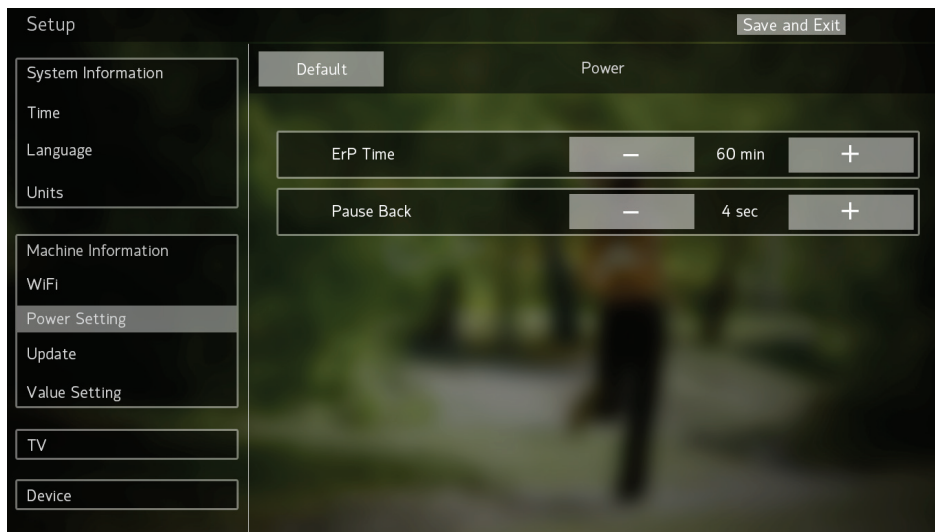 Setup
Save and Exit
System Information
Time
Language
Units
Machine Information
WiFi
Power Setting
Update
Value Setting
TV
Device
Default
Power
ErP Time − 60 min +
Pause Back − 4 sec +